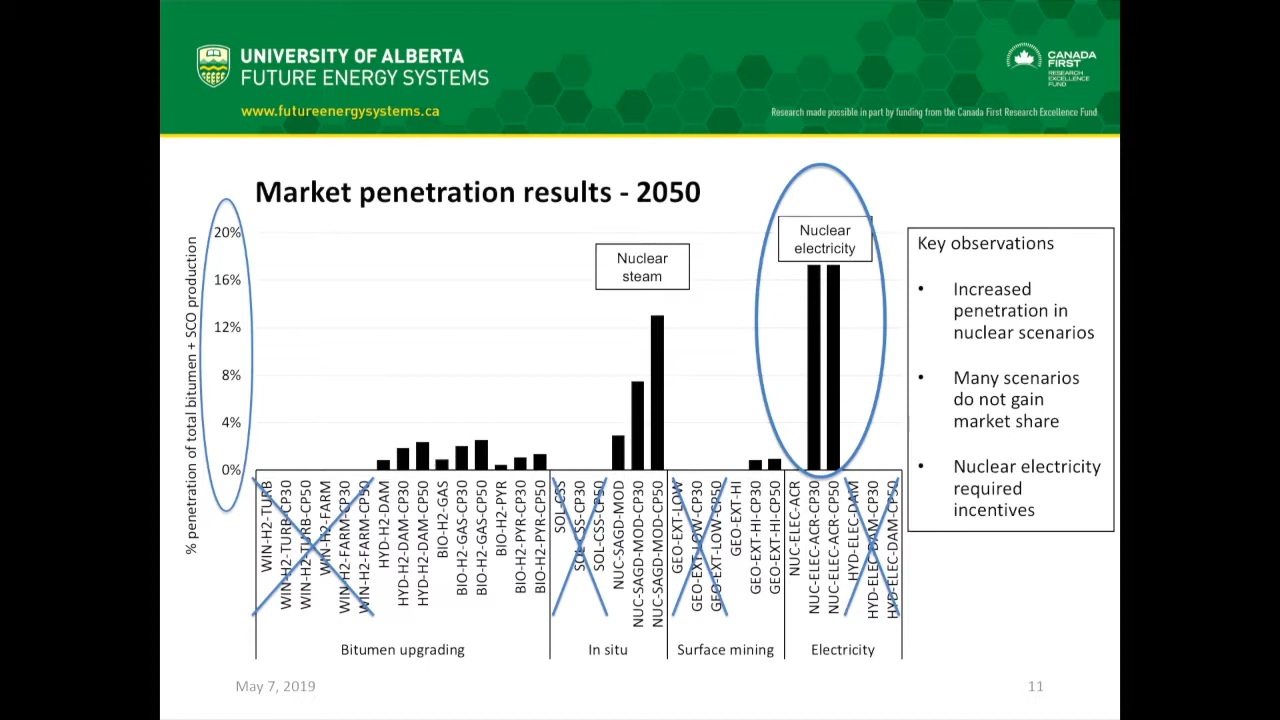 UNIVERSITY OF ALBERTA
FUTURE ENERGY SYSTEMS
www.futureenergysystems.ca
CANADA
FIRST
RESEARCH
EXCELLENCE
FUND
Research made possible in part by funding from the Canada First Research Excellence Fund
Market penetration results - 2050
% penetration of total bitumen + SCO production
20%
16%
12%
8%
4%
0%
Nuclear
steam
Nuclear
electricity
WIN-H2-TURB
WIN-H2-TURB-CP30
WIN-H2-TURB-CP50
WIN-H2-FARM
WIN-H2-FARM-CP30
WIN-H2-FARM-CP50
HYD-H2-DAM
HYD-H2-DAM-CP30
HYD-H2-DAM-CP50
BIO-H2-GAS
BIO-H2-GAS-CP30
BIO-H2-GAS-CP50
BIO-H2-PYR
BIO-H2-PYR-CP30
BIO-H2-PYR-CP50
SOL-CSS
SOL-CSS-CP30
SOL-CSS-CP50
NUC-SAGD-MOD
NUC-SAGD-MOD-CP30
NUC-SAGD-MOD-CP50
GEO-EXT-LOW
GEO-EXT-LOW-CP30
GEO-EXT-LOW-CP50
GEO-EXT-HI
GEO-EXT-HI-CP30
GEO-EXT-HI-CP50
NUC-ELEC-ACR
NUC-ELEC-ACR-CP30
NUC-ELEC-ACR-CP50
HYD-ELEC-DAM
HYD-ELEC-DAM-CP30
HYD-ELEC-DAM-CP50
Bitumen upgrading
In situ
Surface mining
Electricity
Key observations
• Increased
penetration in
nuclear scenarios
• Many scenarios
do not gain
market share
• Nuclear electricity
required
incentives
May 7, 2019
11